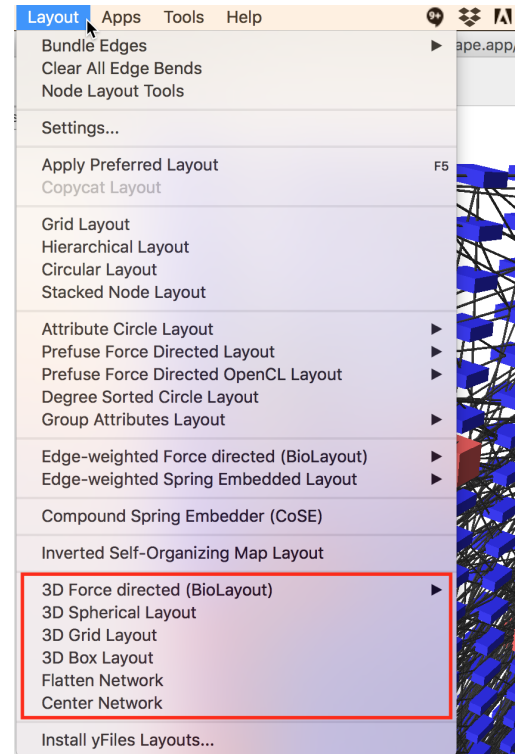 Layout Apps Tools Help 9+
Bundle Edges
ape.app/
Clear All Edge Bends
Node Layout Tools
Settings...
Apply Preferred Layout F5
Copycat Layout
Grid Layout
Hierarchical Layout
Circular Layout
Stacked Node Layout
Attribute Circle Layout
Prefuse Force Directed Layout
Prefuse Force Directed OpenCL Layout
Degree Sorted Circle Layout
Group Attributes Layout
Edge-weighted Force directed (BioLayout)
Edge-weighted Spring Embedded Layout
Compound Spring Embedder (CoSE)
Inverted Self-Organizing Map Layout
3D Force directed (BioLayout)
3D Spherical Layout
3D Grid Layout
3D Box Layout
Flatten Network
Center Network
Install yFiles Layouts...